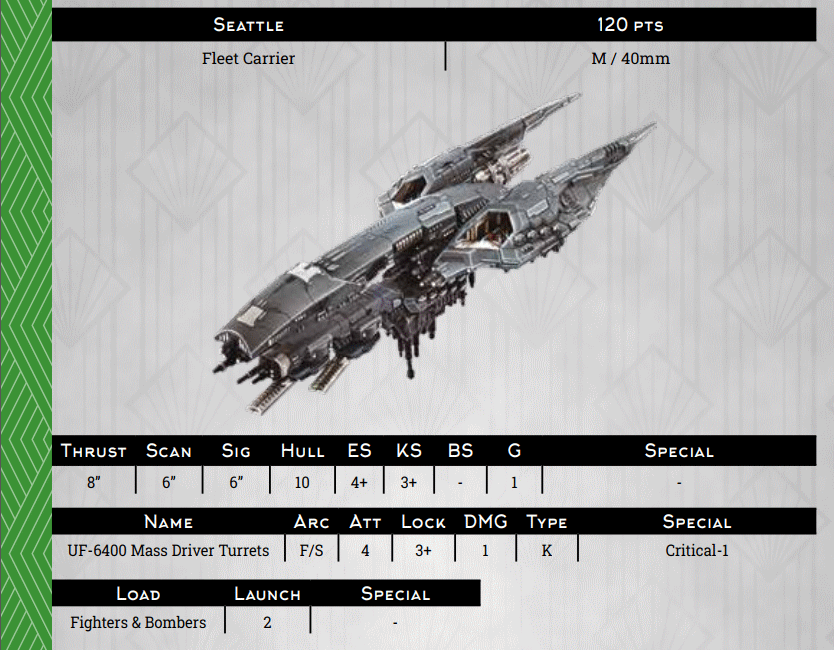 Seattle 120 pts
Fleet Carrier M / 40mm
Thrust Scan Sig Hull ES KS BS G Special
8” 6” 6” 10 4+ 3+ - 1 -
Name Arc Att Lock DMG Type Special
UF-6400 Mass Driver Turrets F/S 4 3+ 1 K Critical-1
Load Launch Special
Fighters & Bombers 2 -